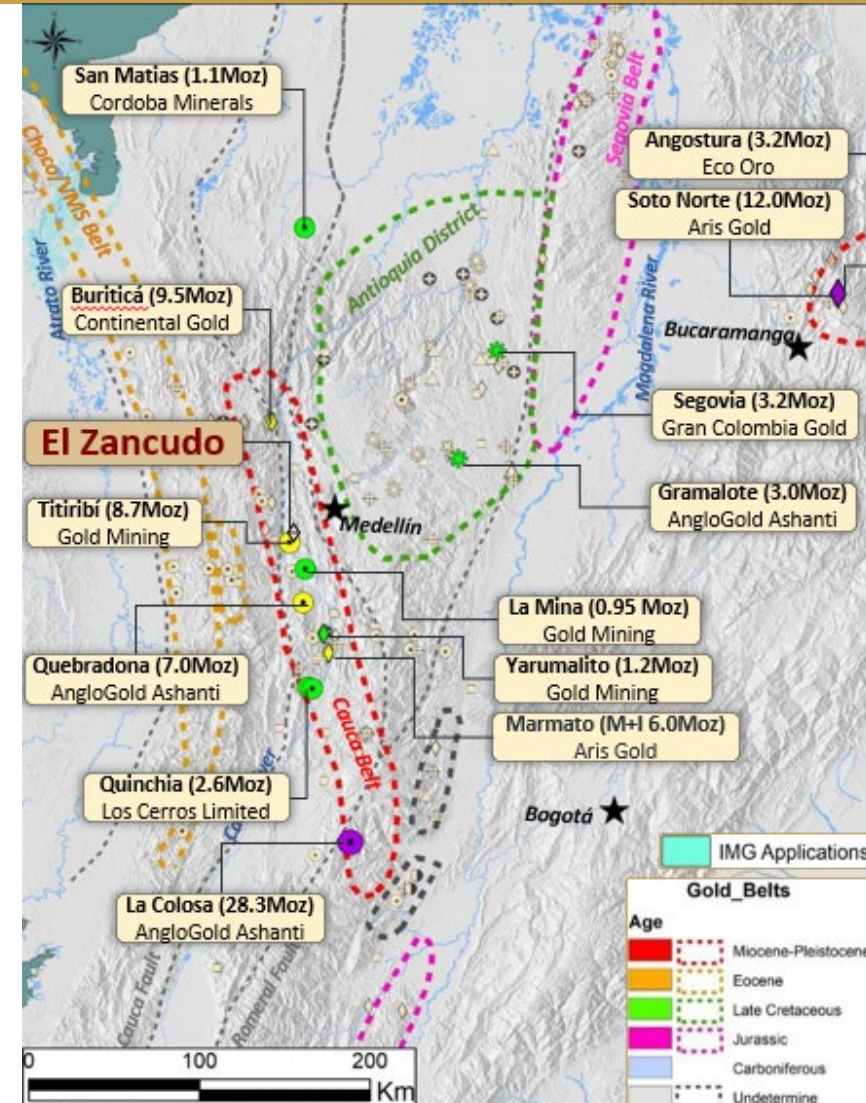 San Matias (1.1Moz)
Cordoba Minerals
Choco/VMS Belt
Segovia Belt
Angostura (3.2Moz)
Eco Oro
Soto Norte (12.0Moz)
Aris Gold
Antioquia District
Atrato River
Buriticá (9.5Moz)
Continental Gold
Magdalena River
Bucaramanga
El Zancudo
Segovia (3.2Moz)
Gran Colombia Gold
Titiribí (8.7Moz)
Gold Mining
Medellín
Gramalote (3.0Moz)
AngloGold Ashanti
La Mina (0.95 Moz)
Gold Mining
Quebradona (7.0Moz)
AngloGold Ashanti
Yarumalito (1.2Moz)
Gold Mining
Cauca Belt
Marmato (M+I 6.0Moz)
Aris Gold
Quinchia (2.6Moz)
Los Cerros Limited
Bogotá
La Colosa (28.3Moz)
AngloGold Ashanti
Cauca Fault
Romeral Fault
IMG Applications
Gold_Belts
Age
Miocene-Pleistocene
Eocene
Late Cretaceous
Jurassic
Carboniferous
Undetermine
0 100 200
Km